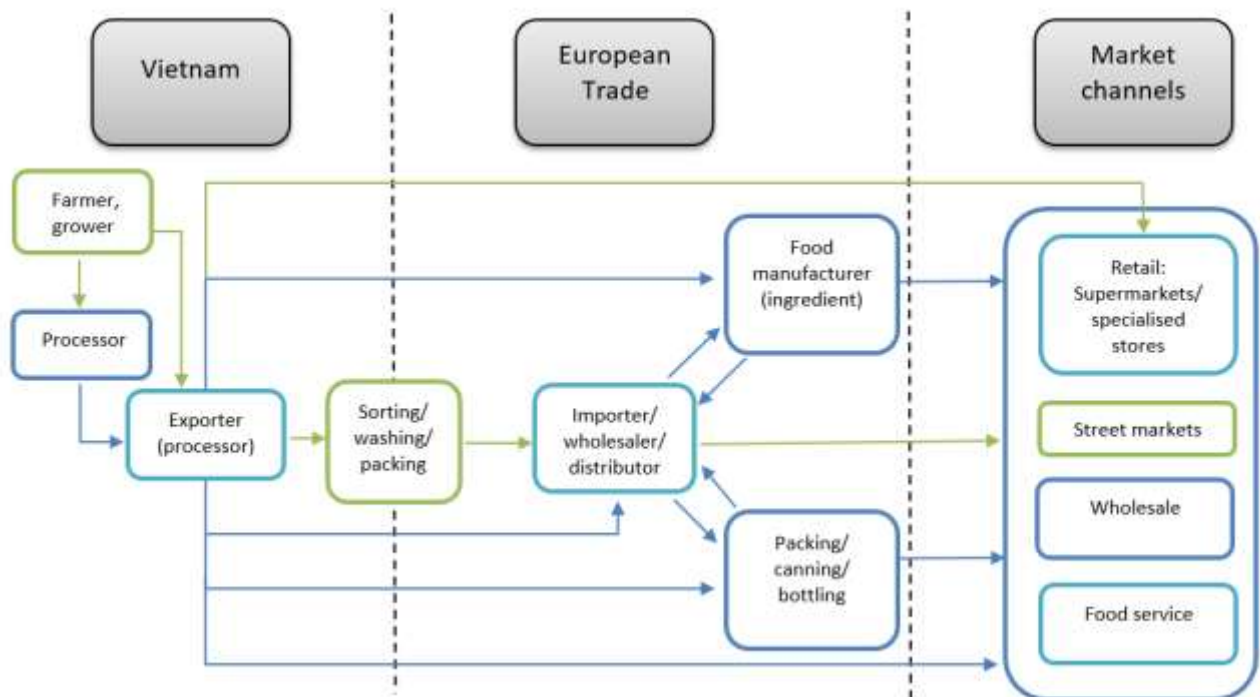 Vietnam
European
Trade
Market
channels
Farmer,
grower
Processor
Exporter
(processor)
Sorting/
washing/
packing
Importer/
wholesaler/
distributor
Food
manufacturer
(ingredient)
Packing/
canning/
bottling
Retail:
Supermarkets/
specialised
stores
Street markets
Wholesale
Food service